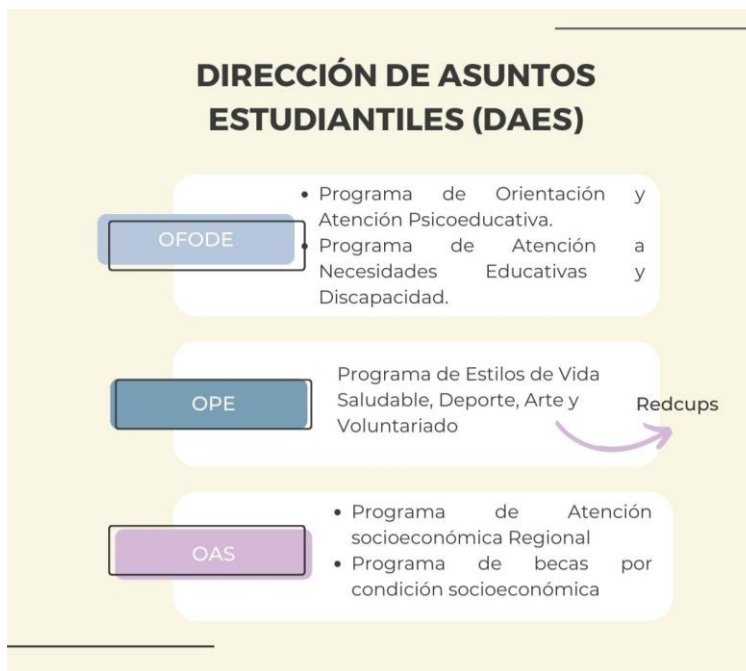 DIRECCIÓN DE ASUNTOS
ESTUDIANTILES (DAES)
OFODE
• Programa de Orientación y
Atención Psicoeducativa.
• Programa de Atención a
Necesidades Educativas y
Discapacidad.
OPE
Programa de Estilos de Vida
Saludable, Deporte, Arte y
Voluntariado
Redcups
OAS
• Programa de Atención
socioeconómica Regional
• Programa de becas por
condición socioeconómica